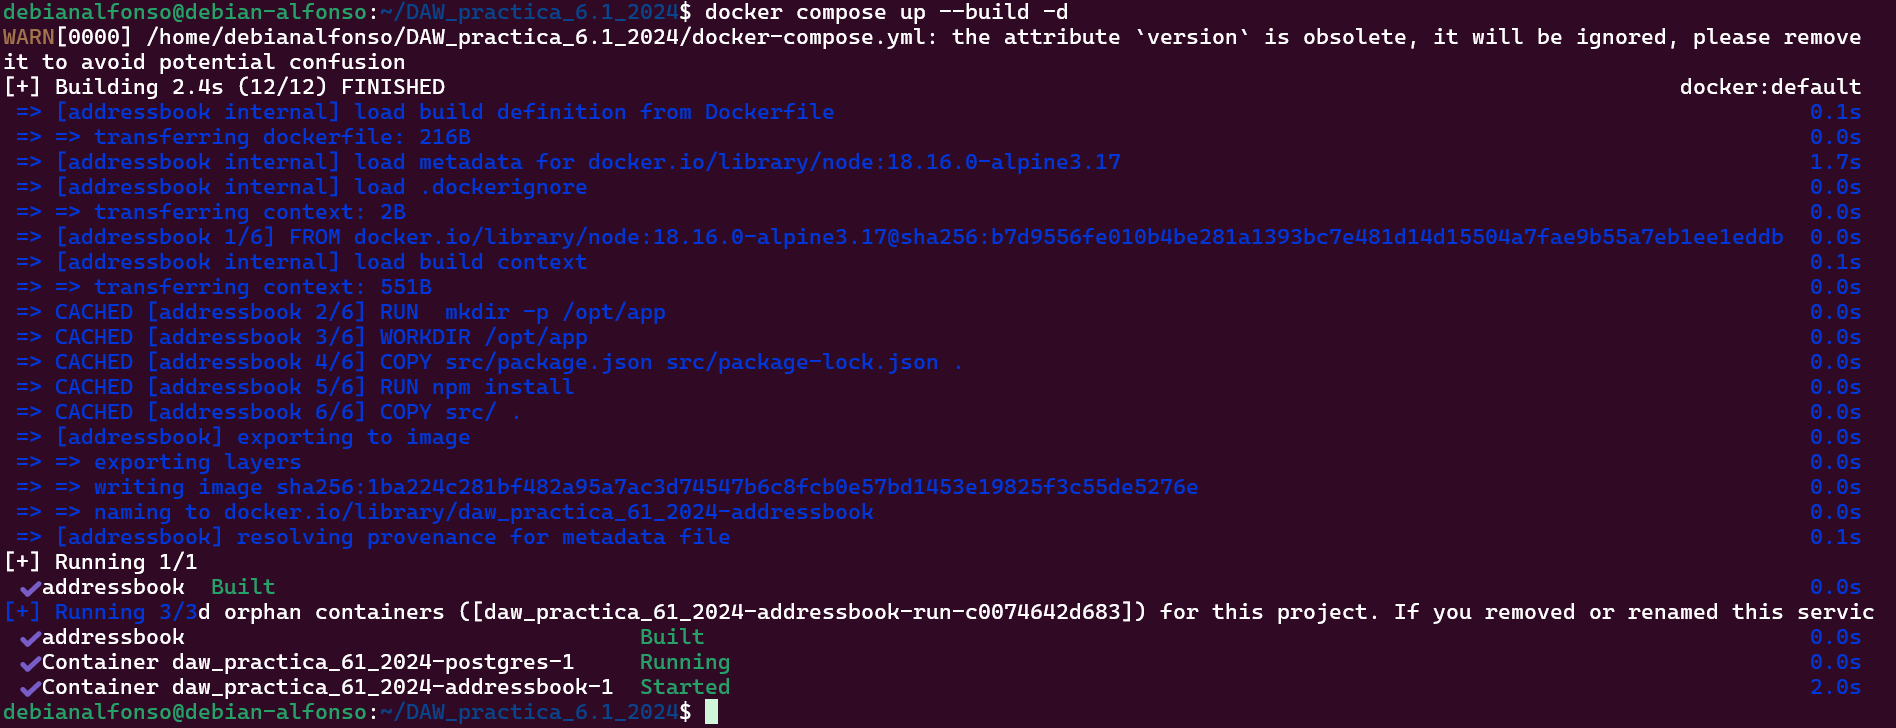 debianalfonso@debian-alfonso:~/DAW_practica_6.1_2024$ docker compose up --build -d
WARN[0000] /home/debianalfonso/DAW_practica_6.1_2024/docker-compose.yml: the attribute `version` is obsolete, it will be ignored, please remove
it to avoid potential confusion
[+] Building 2.4s (12/12) FINISHED docker:default
=> [addressbook internal] load build definition from Dockerfile 0.1s
=> => transferring dockerfile: 216B 0.0s
=> [addressbook internal] load metadata for docker.io/library/node:18.16.0-alpine3.17 1.7s
=> [addressbook internal] load .dockerignore 0.0s
=> => transferring context: 2B 0.0s
=> [addressbook 1/6] FROM docker.io/library/node:18.16.0-alpine3.17@sha256:b7d9556fe010b4be281a1393bc7e481d14d15504a7fae9b55a7eb1ee1eddb 0.0s
=> [addressbook internal] load build context 0.1s
=> => transferring context: 551B 0.0s
=> CACHED [addressbook 2/6] RUN  mkdir -p /opt/app 0.0s
=> CACHED [addressbook 3/6] WORKDIR /opt/app 0.0s
=> CACHED [addressbook 4/6] COPY src/package.json src/package-lock.json . 0.0s
=> CACHED [addressbook 5/6] RUN npm install 0.0s
=> CACHED [addressbook 6/6] COPY src/ . 0.0s
=> [addressbook] exporting to image 0.0s
=> => exporting layers 0.0s
=> => writing image sha256:1ba224c281bf482a95a7ac3d74547b6c8fcb0e57bd1453e19825f3c55de5276e 0.0s
=> => naming to docker.io/library/daw_practica_61_2024-addressbook 0.0s
=> [addressbook] resolving provenance for metadata file 0.1s
[+] Running 1/1
✔addressbook  Built 0.0s
[+] Running 3/3d orphan containers ([daw_practica_61_2024-addressbook-run-c0074642d683]) for this project. If you removed or renamed this servic
✔addressbook Built 0.0s
✔Container daw_practica_61_2024-postgres-1 Running 0.0s
✔Container daw_practica_61_2024-addressbook-1 Started 2.0s
debianalfonso@debian-alfonso:~/DAW_practica_6.1_2024$